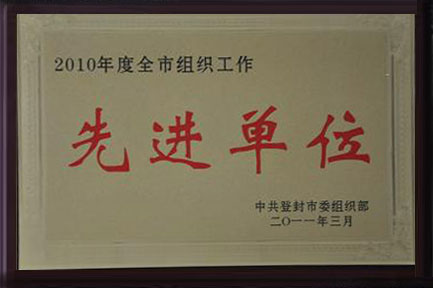 2010年度全市组织工作
先进单位
中共登封市委组织部
二〇一一年三月